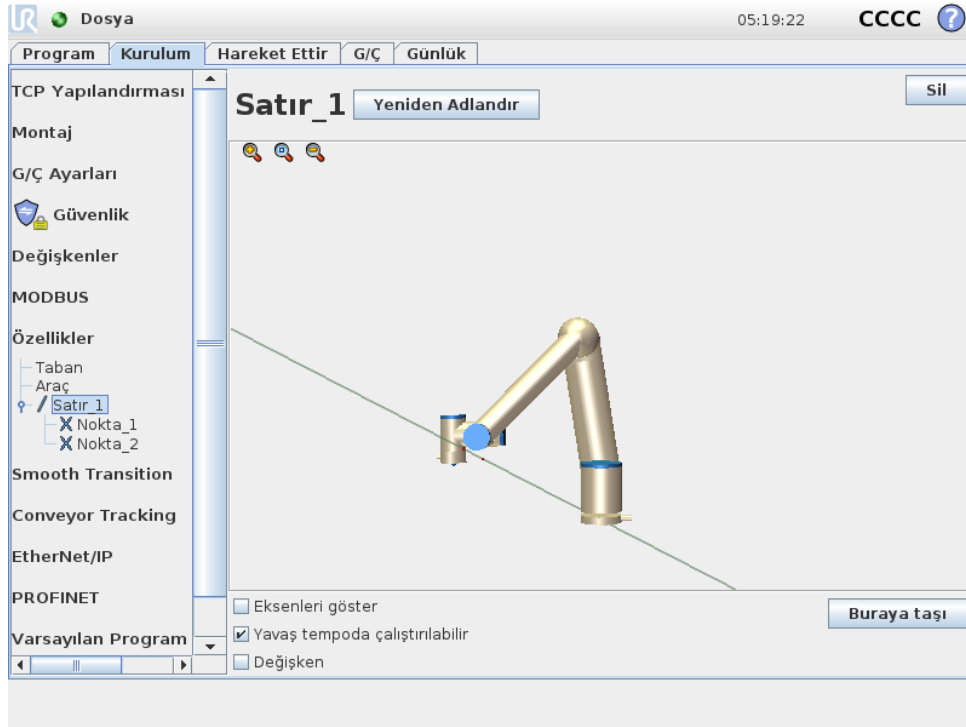 UR Dosya 05:19:22 CCCC ?
Program Kurulum Hareket Ettir G/Ç Günlük
TCP Yapılandırması
Montaj
G/Ç Ayarları
Güvenlik
Değişkenler
MODBUS
Özellikler
Taban
Araç
Satır_1
Nokta_1
Nokta_2
Smooth Transition
Conveyor Tracking
EtherNet/IP
PROFINET
Varsayılan Program
Satır_1 Yeniden Adlandır Sil
Eksenleri göster
Yavaş tempoda çalıştırılabilir
Değişken
Buraya taşı